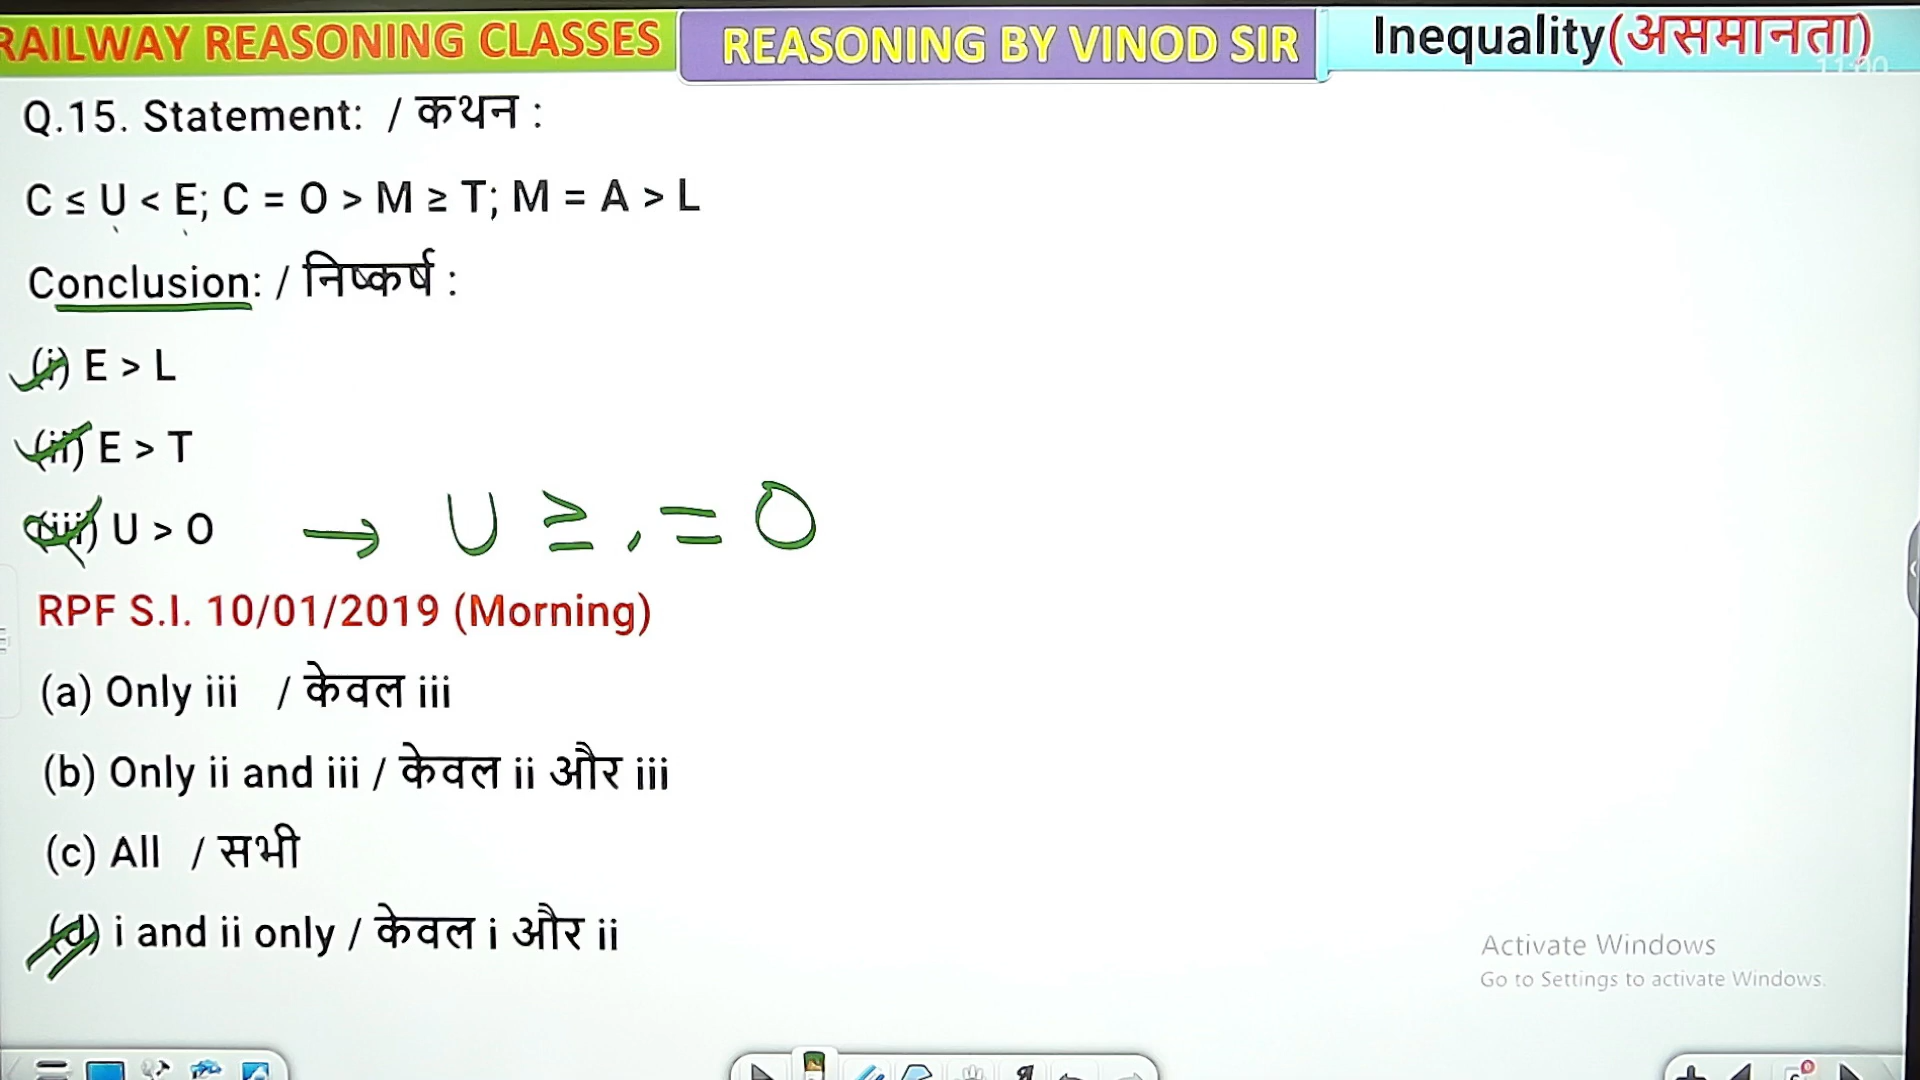 RAILWAY REASONING CLASSES
REASONING BY VINOD SIR
Inequality(असमानता)
11:00
Q.15. Statement: / कथन :
C ≤ U < E; C = O > M ≥ T; M = A > L
Conclusion: / निष्कर्ष :
(i) E > L
(ii) E > T
(iii) U > O → U ≥ , = O
RPF S.I. 10/01/2019 (Morning)
(a) Only iii / केवल iii
(b) Only ii and iii / केवल ii और iii
(c) All / सभी
(d) i and ii only / केवल i और ii
Activate Windows
Go to Settings to activate Windows.